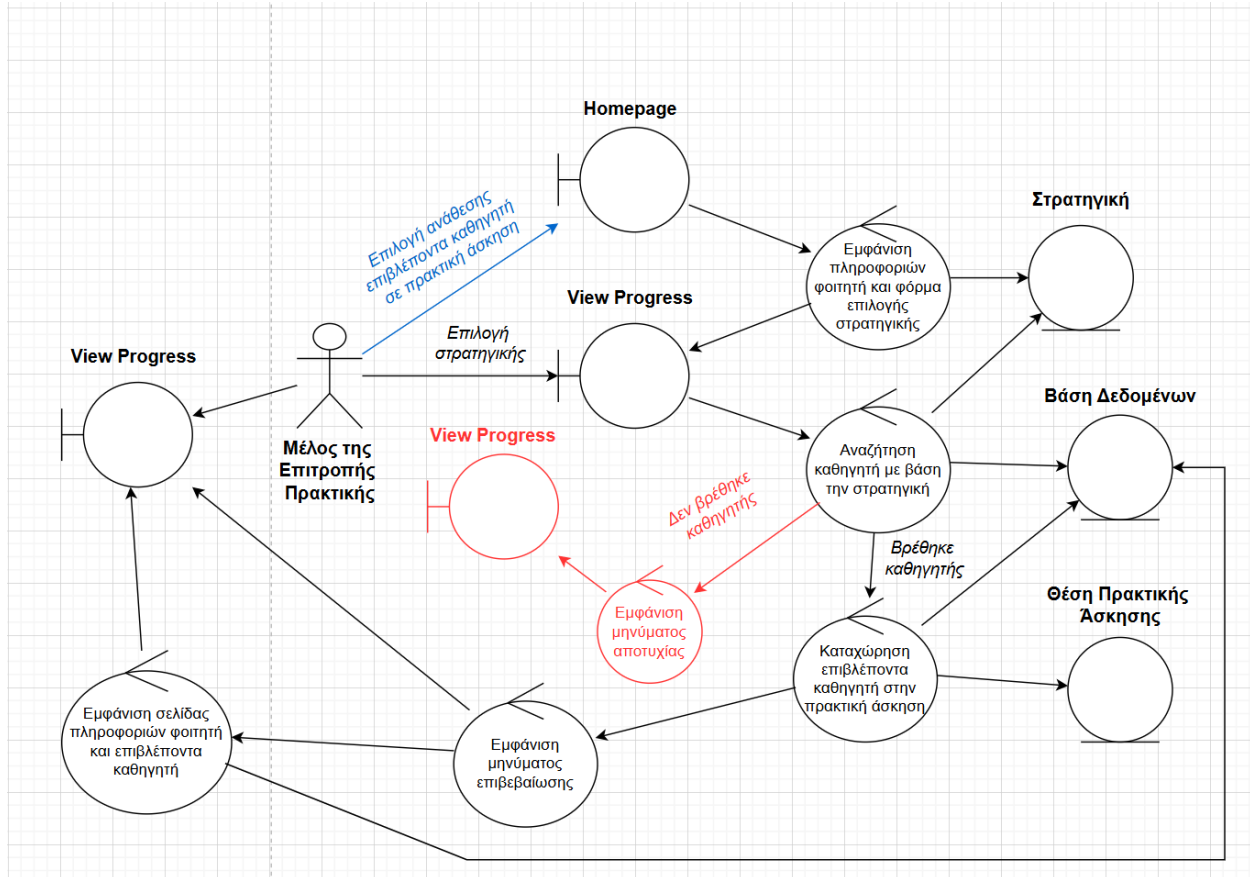 Homepage
Επιλογή ανάθεσης
επιβλέποντα καθηγητή
σε πρακτική άσκηση
Στρατηγική
Εμφάνιση
πληροφοριών
φοιτητή και φόρμα
επιλογής
στρατηγικής
View Progress
Επιλογή
στρατηγικής
View Progress
Μέλος της
Επιτροπής
Πρακτικής
View Progress
Βάση Δεδομένων
Αναζήτηση
καθηγητή με βάση
την στρατηγική
Δεν βρέθηκε
καθηγητής
Βρέθηκε
καθηγητής
Θέση Πρακτικής
Άσκησης
Εμφάνιση
μηνύματος
αποτυχίας
Καταχώρηση
επιβλέποντα
καθηγητή στην
πρακτική άσκηση
Εμφάνιση σελίδας
πληροφοριών φοιτητή
και επιβλέποντα
καθηγητή
Εμφάνιση
μηνύματος
επιβεβαίωσης